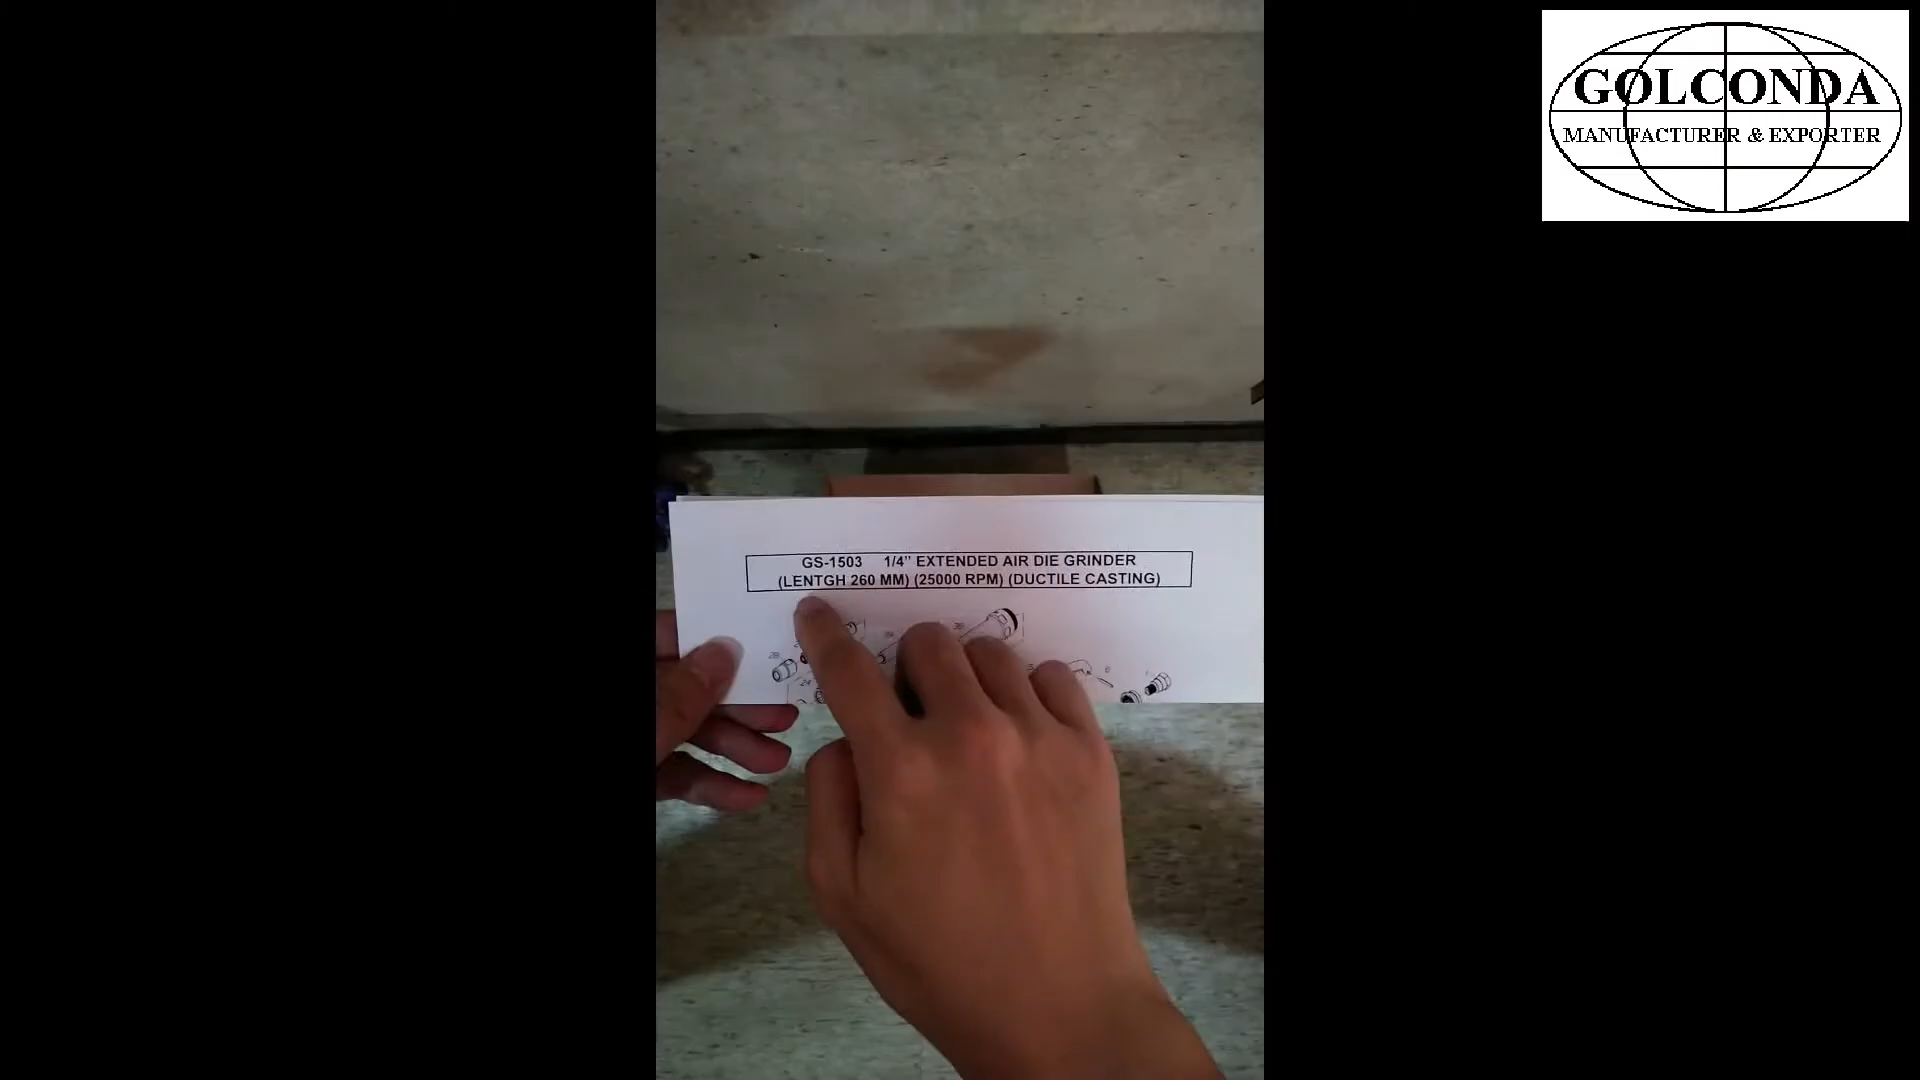 GOLCONDA
MANUFACTURER & EXPORTER
GS-1503 1/4” EXTENDED AIR DIE GRINDER
(LENTGH 260 MM) (25000 RPM) (DUCTILE CASTING)